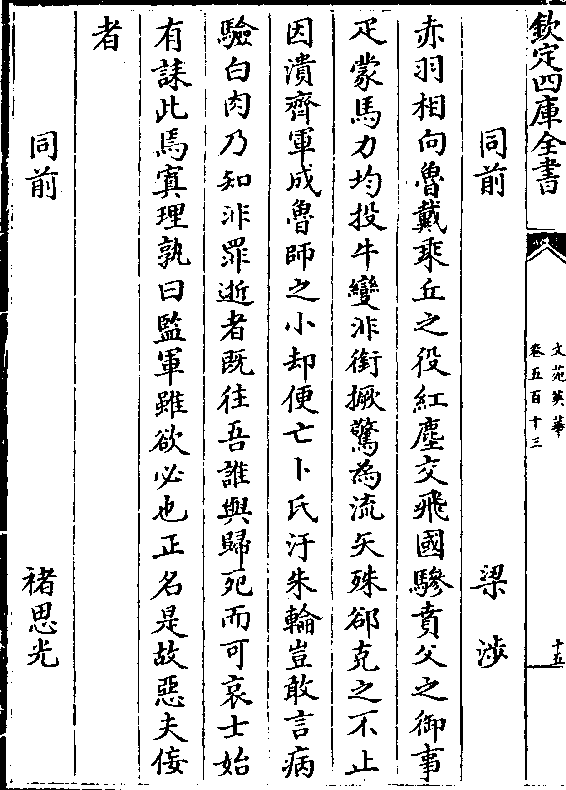 欽定四庫全書
文苑英華
卷五百十三
十五
同前 梁涉
赤羽相向魯戴乘丘之役紅塵交飛國驂賁父之御事
疋蒙馬力均投牛變非銜撅驚為流矢殊郤克之不止
因潰齊軍成魯師之小却便亡卜氏汙朱輪豈敢言病
驗白肉乃知非罪逝者既往吾誰與歸死而可哀士始
有誄此焉寘理孰曰監軍雖欲必也正名是故惡夫佞
者
同前 褚思光